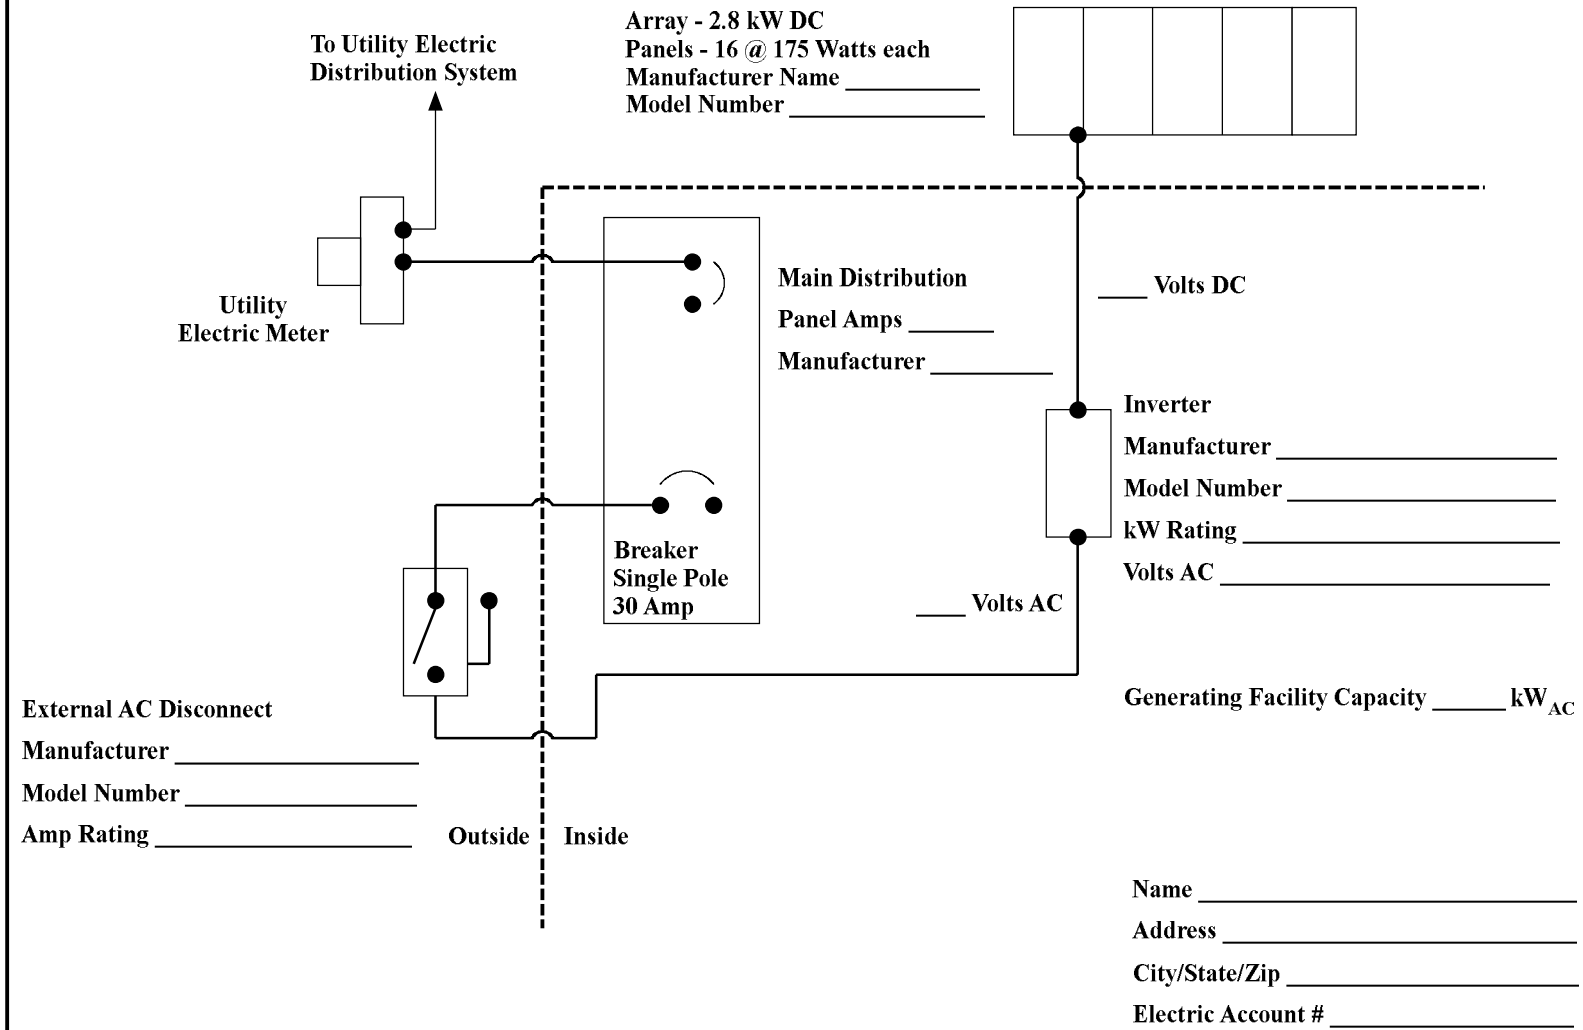 To Utility Electric
Distribution System
Array - 2.8 kW DC
Panels - 16 @ 175 Watts each
Manufacturer Name
Model Number
Utility
Electric Meter
Main Distribution
Panel Amps
Manufacturer
Volts DC
Inverter
Manufacturer
Model Number
kW Rating
Volts AC
Breaker
Single Pole
30 Amp
Volts AC
Generating Facility Capacity kWAC
External AC Disconnect
Manufacturer
Model Number
Amp Rating
Outside
Inside
Name
Address
City/State/Zip
Electric Account #